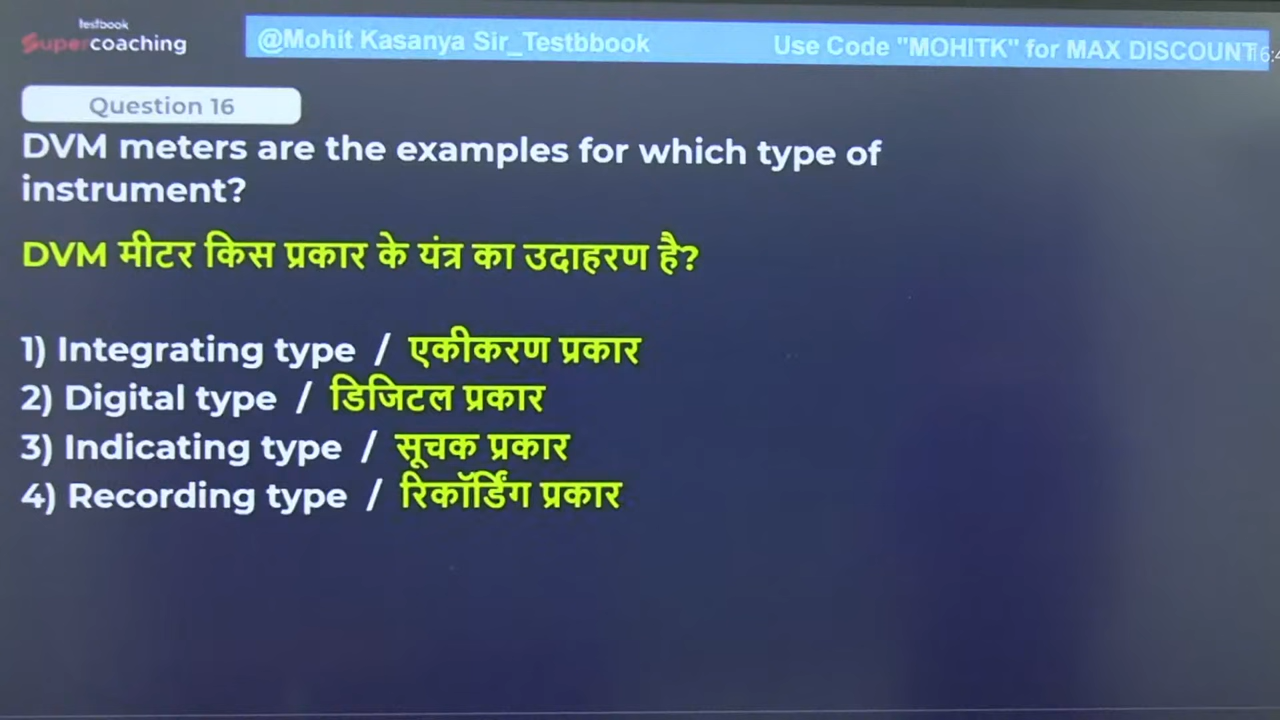 testbook
Supercoaching
@Mohit Kasanya Sir_Testbbook
Use Code "MOHITK" for MAX DISCOUNT
Question 16
DVM meters are the examples for which type of
instrument?
DVM मीटर किस प्रकार के यंत्र का उदाहरण है?
1) Integrating type / एकीकरण प्रकार
2) Digital type / डिजिटल प्रकार
3) Indicating type / सूचक प्रकार
4) Recording type / रिकॉर्डिंग प्रकार